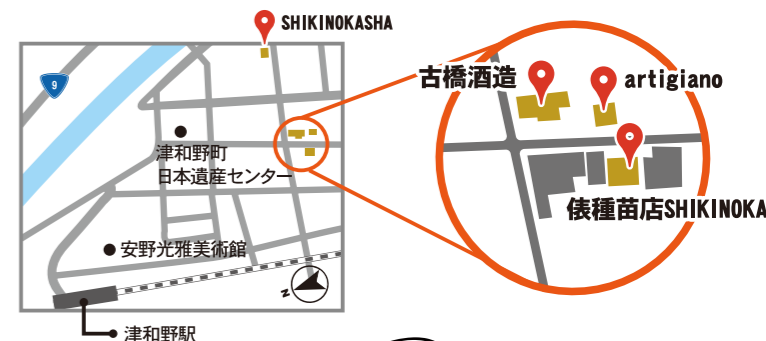 SHIKINOKASHA
9
古橋酒造
artigiano
津和野町
日本遺産センター
俵種苗店SHIKINOKA
安野光雅美術館
N
津和野駅